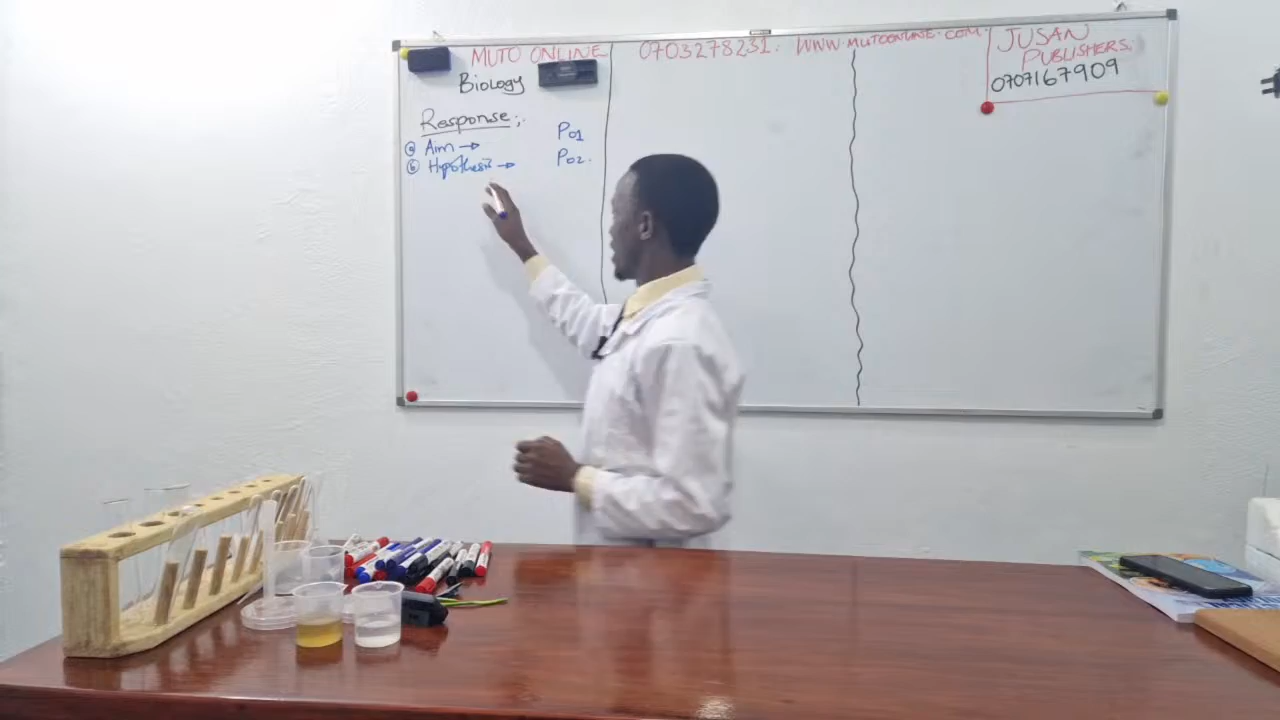 MUTO ONLINE 0703278231. WWW.MUTOONLINE.COM.
JUSAN
PUBLISHERS.
0707167909
Biology
Response:.
(a) Aim → PO1
(b) Hypothesis → PO2.